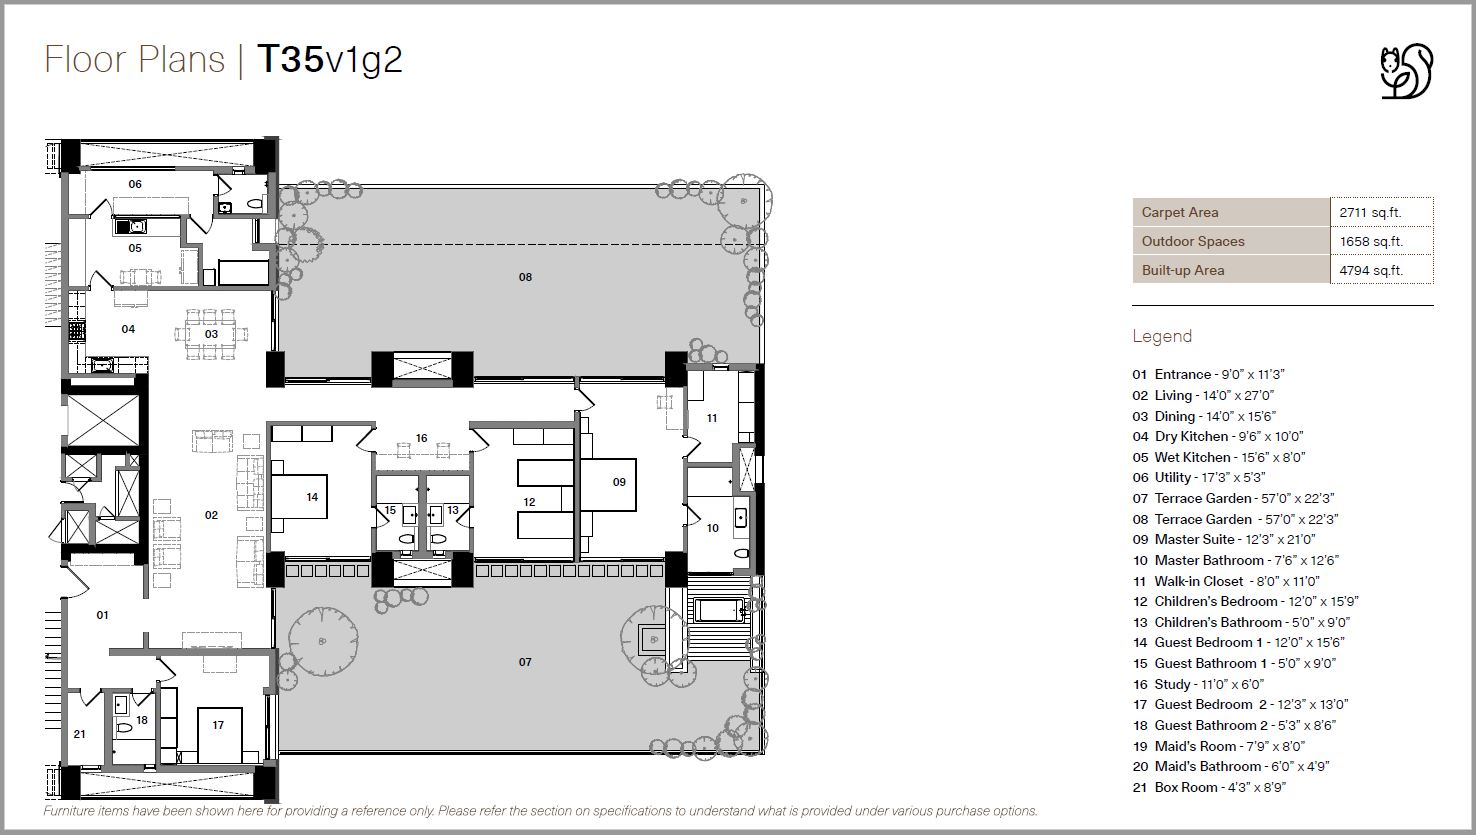 Floor Plans | T35v1g2
06
05
08
04
03
11
16
09
14
12
15
13
02
10
01
07
18
17
21
Carpet Area 2711 sq.ft.
Outdoor Spaces 1658 sq.ft.
Built-up Area 4794 sq.ft.
Legend
01 Entrance - 9'0" x 11'3"
02 Living - 14'0" x 27'0"
03 Dining - 14'0" x 15'6"
04 Dry Kitchen - 9'6" x 10'0"
05 Wet Kitchen - 15'6" x 8'0"
06 Utility - 17'3" x 5'3"
07 Terrace Garden - 57'0" x 22'3"
08 Terrace Garden - 57'0" x 22'3"
09 Master Suite - 12'3" x 21'0"
10 Master Bathroom - 7'6" x 12'6"
11 Walk-in Closet - 8'0" x 11'0"
12 Children's Bedroom - 12'0" x 15'9"
13 Children's Bathroom - 5'0" x 9'0"
14 Guest Bedroom 1 - 12'0" x 15'6"
15 Guest Bathroom 1 - 5'0" x 9'0"
16 Study - 11'0" x 6'0"
17 Guest Bedroom 2 - 12'3" x 13'0"
18 Guest Bathroom 2 - 5'3" x 8'6"
19 Maid's Room - 7'9" x 8'0"
20 Maid's Bathroom - 6'0" x 4'9"
21 Box Room - 4'3" x 8'9"
Furniture items have been shown here for providing a reference only. Please refer the section on specifications to understand what is provided under various purchase options.